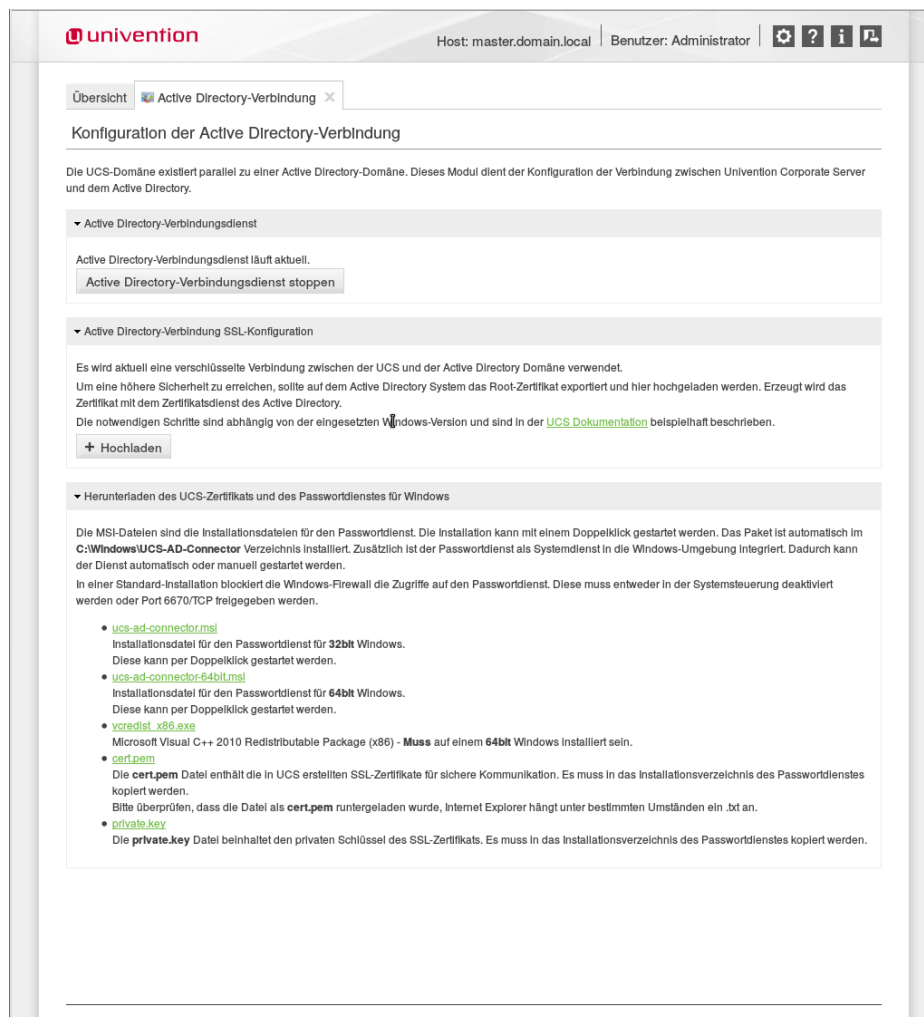 univention
Host: master.domain.local
Benutzer: Administrator
Übersicht
Active Directory-Verbindung
Konfiguration der Active Directory-Verbindung
Die UCS-Domäne existiert parallel zu einer Active Directory-Domäne. Dieses Modul dient der Konfiguration der Verbindung zwischen Univention Corporate Server
und dem Active Directory.
Active Directory-Verbindungsdienst
Active Directory-Verbindungsdienst läuft aktuell.
Active Directory-Verbindungsdienst stoppen
Active Directory-Verbindung SSL-Konfiguration
Es wird aktuell eine verschlüsselte Verbindung zwischen der UCS und der Active Directory Domäne verwendet.
Um eine höhere Sicherheit zu erreichen, sollte auf dem Active Directory System das Root-Zertifikat exportiert und hier hochgeladen werden. Erzeugt wird das
Zertifikat mit dem Zertifikatsdienst des Active Directory.
Die notwendigen Schritte sind abhängig von der eingesetzten Windows-Version und sind in der UCS Dokumentation beispielhaft beschrieben.
+ Hochladen
Herunterladen des UCS-Zertifikats und des Passwortdienstes für Windows
Die MSI-Dateien sind die Installationsdateien für den Passwortdienst. Die Installation kann mit einem Doppelklick gestartet werden. Das Paket ist automatisch im
C:\Windows\UCS-AD-Connector Verzeichnis installiert. Zusätzlich ist der Passwortdienst als Systemdienst in die Windows-Umgebung integriert. Dadurch kann
der Dienst automatisch oder manuell gestartet werden.
In einer Standard-Installation blockiert die Windows-Firewall die Zugriffe auf den Passwortdienst. Diese muss entweder in der Systemsteuerung deaktiviert
werden oder Port 6670/TCP freigegeben werden.
• ucs-ad-connector.msi
Installationsdatei für den Passwortdienst für 32bit Windows.
Diese kann per Doppelklick gestartet werden.
• ucs-ad-connector-64bit.msi
Installationsdatei für den Passwortdienst für 64bit Windows.
Diese kann per Doppelklick gestartet werden.
• vcredist_x86.exe
Microsoft Visual C++ 2010 Redistributable Package (x86) - Muss auf einem 64bit Windows installiert sein.
• cert.pem
Die cert.pem Datei enthält die in UCS erstellten SSL-Zertifikate für sichere Kommunikation. Es muss in das Installationsverzeichnis des Passwortdienstes
kopiert werden.
Bitte überprüfen, dass die Datei als cert.pem runtergeladen wurde, Internet Explorer hängt unter bestimmten Umständen ein .txt an.
• private.key
Die private.key Datei beinhaltet den privaten Schlüssel des SSL-Zertifikats. Es muss in das Installationsverzeichnis des Passwortdienstes kopiert werden.